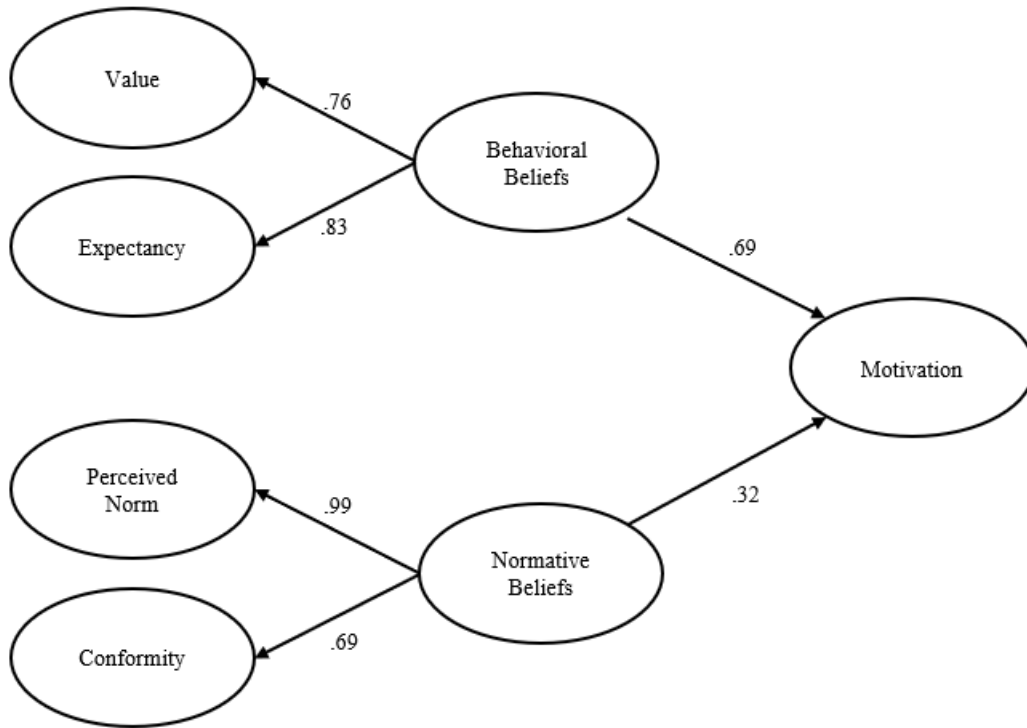 Value
.76
Behavioral
Beliefs
Expectancy
.83
.69
Motivation
Perceived
Norm
.99
.32
Normative
Beliefs
Conformity
.69